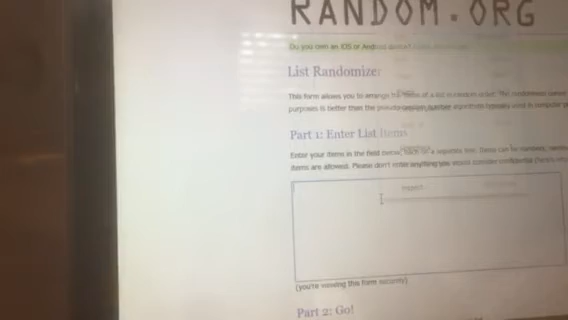 RANDOM.ORG
Do you own an iOS or Android
List Randomizer
This form allows you to arrange the items of a list in random order. The randomness comes
purposes is better than the pseudo-random number algorithms typically used in computer
Part 1: Enter List Items
Enter your items in the field below, each on a separate line. Items can be numbers, names
items are allowed. Please don't enter anything you would consider confidential
(you're viewing this form securely)
Part 2: Go!